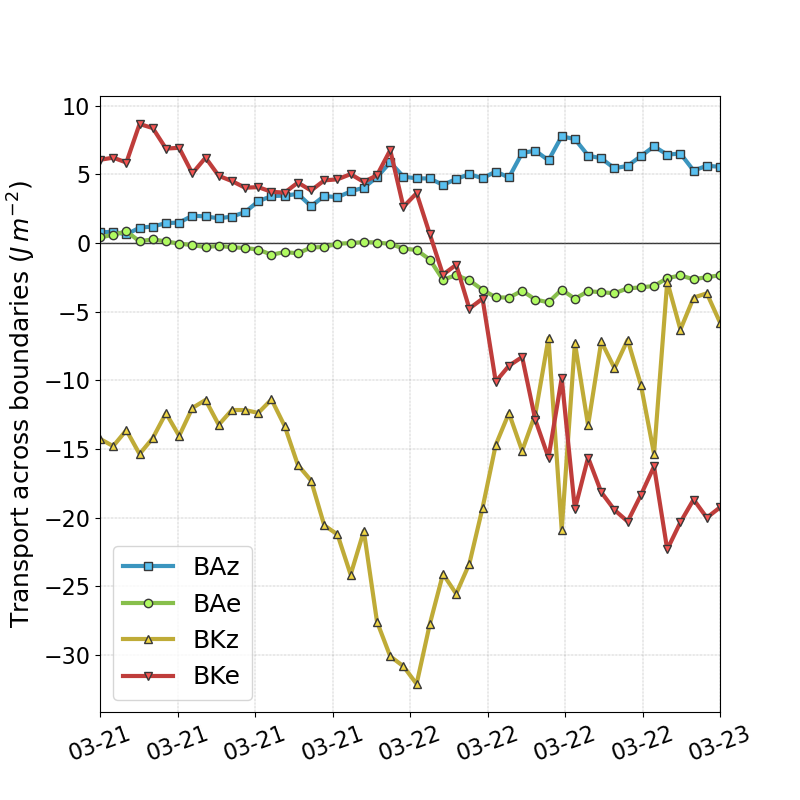 Transport across boundaries (J m⁻²)
10
5
0
−5
−10
−15
−20
−25
−30
BAz
BAe
BKz
BKe
03-21 03-21 03-21 03-21 03-22 03-22 03-22 03-22 03-23